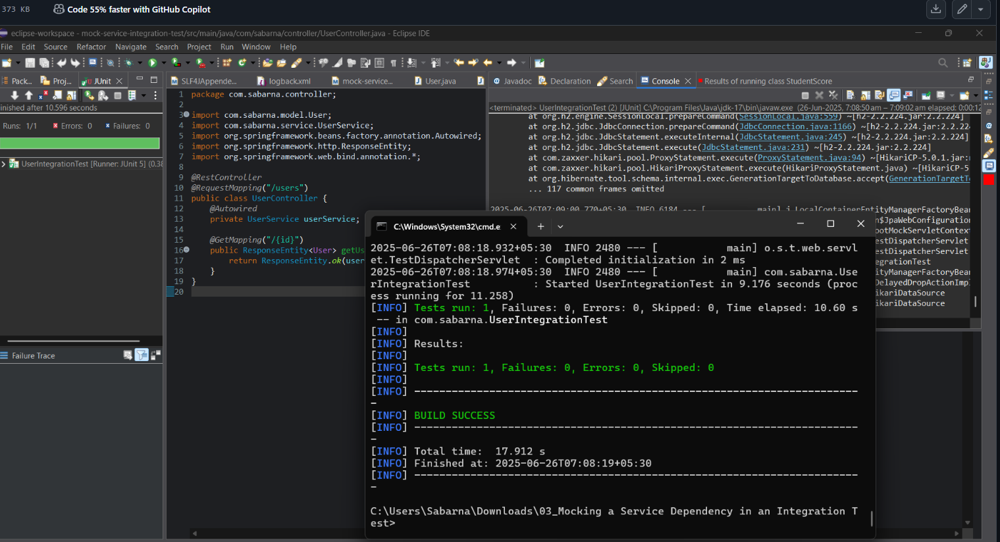 373 KB
Code 55% faster with GitHub Copilot
eclipse-workspace - mock-service-integration-test/src/main/java/com/sabarna/controller/UserController.java - Eclipse IDE
File Edit Source Refactor Navigate Search Project Run Window Help
Pack... Proj... JUnit
inished after 10.596 seconds
Runs: 1/1 Errors: 0 Failures: 0
UserIntegrationTest [Runner: JUnit 5] (0.38
Failure Trace
SLF4JAppende... logback.xml mock-service... User.java
1 package com.sabarna.controller;
2
3 import com.sabarna.model.User;
4 import com.sabarna.service.UserService;
5 import org.springframework.beans.factory.annotation.Autowired;
6 import org.springframework.http.ResponseEntity;
7 import org.springframework.web.bind.annotation.*;
8
9 @RestController
10 @RequestMapping("/users")
11 public class UserController {
12 @Autowired
13 private UserService userService;
14
15 @GetMapping("/{id}")
16 public ResponseEntity<User> getUs
17 return ResponseEntity.ok(user
18 }
19 }
20
Javadoc Declaration Search Console Results of running class StudentScore
<terminated> UserIntegrationTest (2) [JUnit] C:\Program Files\Java\jdk-17\bin\javaw.exe (26-Jun-2025, 7:08:50 am – 7:09:02 am elapsed: 0:00:12
at org.h2.engine.SessionLocal.prepareCommand(SessionLocal.java:559) ~[h2-2.2.224.jar:2.2.224]
at org.h2.jdbc.JdbcConnection.prepareCommand(JdbcConnection.java:1166) ~[h2-2.2.224.jar:2.2.22
at org.h2.jdbc.JdbcStatement.executeInternal(JdbcStatement.java:245) ~[h2-2.2.224.jar:2.2.224]
at org.h2.jdbc.JdbcStatement.execute(JdbcStatement.java:231) ~[h2-2.2.224.jar:2.2.224]
at com.zaxxer.hikari.pool.ProxyStatement.execute(ProxyStatement.java:94) ~[HikariCP-5.0.1.jar:n
at com.zaxxer.hikari.pool.HikariProxyStatement.execute(HikariProxyStatement.java) ~[HikariCP-5
at org.hibernate.tool.schema.internal.exec.GenerationTargetToDatabase.accept(GenerationTargetT
... 117 common frames omitted
2025-06-26T07:09:00.770+05:30 INFO 6184 --- [ main] j.LocalContainerEntityManagerFactoryBean
n$JpaWebConfiguration
ootMockServletContext
estDispatcherServlet
estDispatcherServlet
egrationTest
ityManagerFactoryBean
DelayedDropActionImpl
ikariDataSource
ikariDataSource
C:\Windows\System32\cmd.e
2025-06-26T07:08:18.932+05:30 INFO 2480 --- [ main] o.s.t.web.servl
et.TestDispatcherServlet : Completed initialization in 2 ms
2025-06-26T07:08:18.974+05:30 INFO 2480 --- [ main] com.sabarna.Use
rIntegrationTest : Started UserIntegrationTest in 9.176 seconds (proc
ess running for 11.258)
[INFO] Tests run: 1, Failures: 0, Errors: 0, Skipped: 0, Time elapsed: 10.60 s
-- in com.sabarna.UserIntegrationTest
[INFO]
[INFO] Results:
[INFO]
[INFO] Tests run: 1, Failures: 0, Errors: 0, Skipped: 0
[INFO]
[INFO] -----------------------------------------------------------------------
-
[INFO] BUILD SUCCESS
[INFO] -----------------------------------------------------------------------
-
[INFO] Total time: 17.912 s
[INFO] Finished at: 2025-06-26T07:08:19+05:30
[INFO] -----------------------------------------------------------------------
-
C:\Users\Sabarna\Downloads\03_Mocking a Service Dependency in an Integration T
est>